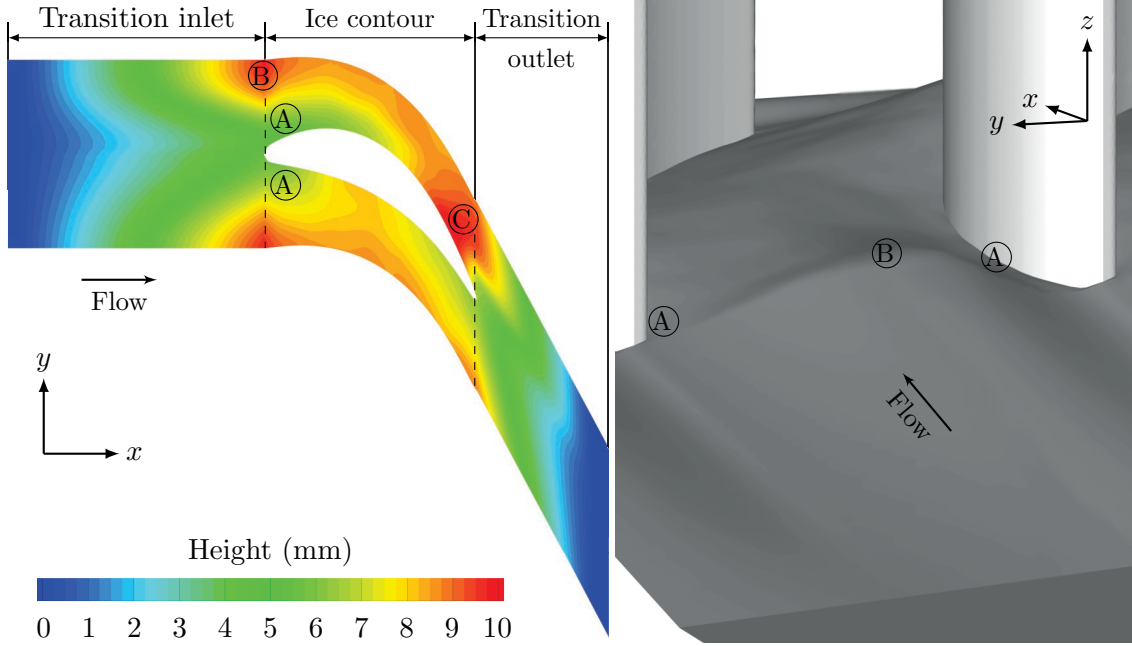 Transition inlet
Ice contour
Transition
outlet
B
A
A
C
Flow
y
x
Height (mm)
0 1 2 3 4 5 6 7 8 9 10
z
x
y
B
A
A
Flow